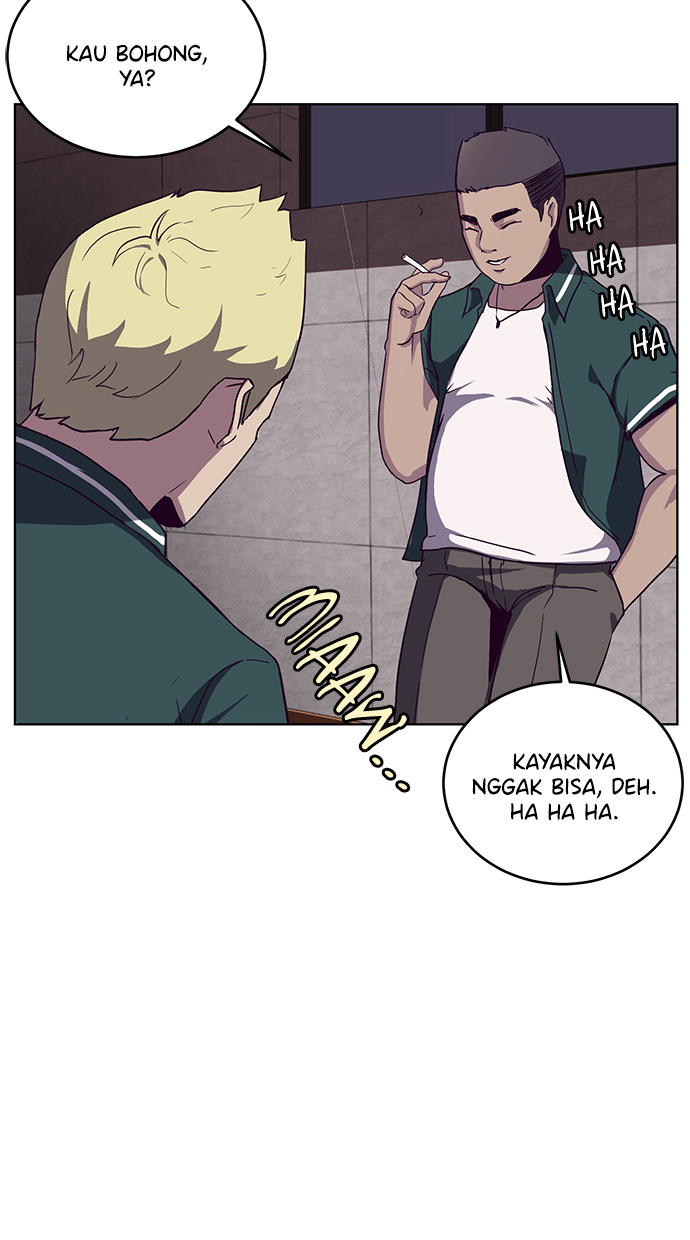 KAU BOHONG,
YA?
HA
HA
HA
HA
MIAAW...
KAYAKNYA
NGGAK BISA, DEH.
HA HA HA.